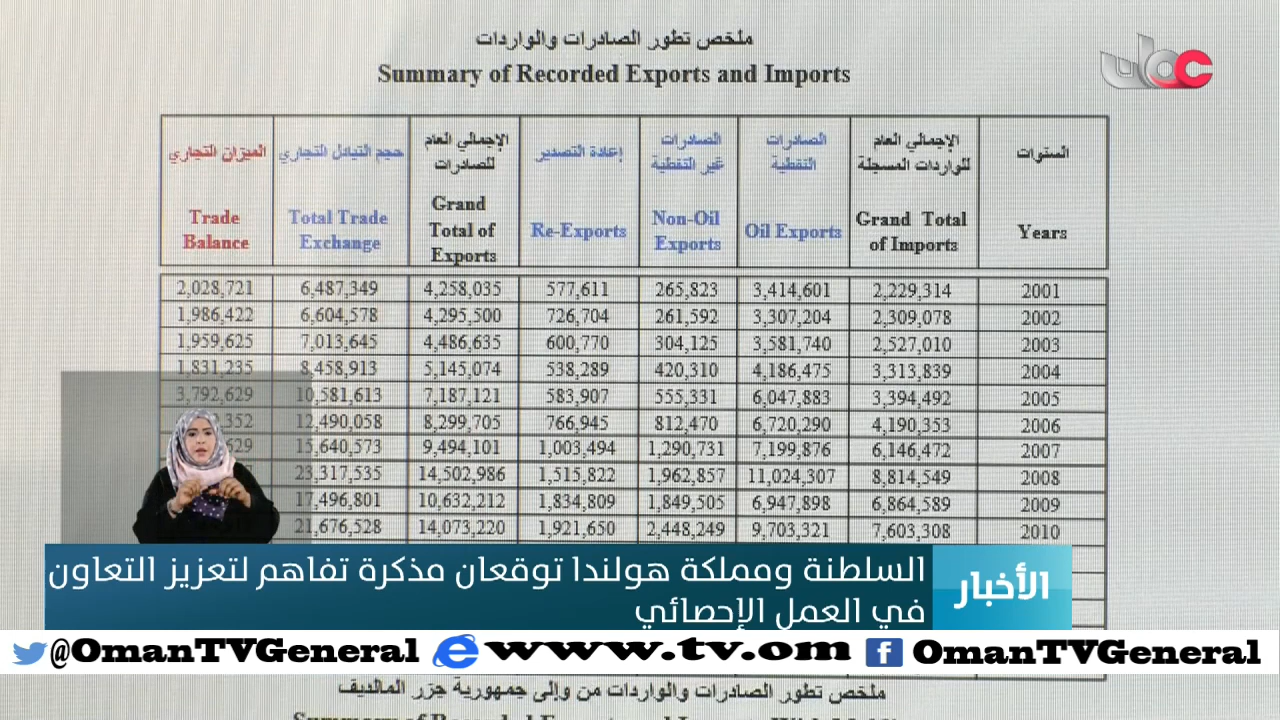 ملخص تطور الصادرات والواردات
Summary of Recorded Exports and Imports
عمان
الميزان التجاري حجم التبادل التجاري الإجمالي العام للصادرات إعادة التصدير الصادرات غير النفطية الصادرات النفطية الإجمالي العام للواردات المسجلة السنوات
Trade Balance Total Trade Exchange Grand Total of Exports Re-Exports Non-Oil Exports Oil Exports Grand Total of Imports Years
2,028,721 6,487,349 4,258,035 577,611 265,823 3,414,601 2,229,314 2001
1,986,422 6,604,578 4,295,500 726,704 261,592 3,307,204 2,309,078 2002
1,959,625 7,013,645 4,486,635 600,770 304,125 3,581,740 2,527,010 2003
1,831,235 8,458,913 5,145,074 538,289 420,310 4,186,475 3,313,839 2004
3,792,629 10,581,613 7,187,121 583,907 555,331 6,047,883 3,394,492 2005
352 12,490,058 8,299,705 766,945 812,470 6,720,290 4,190,353 2006
629 15,640,573 9,494,101 1,003,494 1,290,731 7,199,876 6,146,472 2007
23,317,535 14,502,986 1,515,822 1,962,857 11,024,307 8,814,549 2008
17,496,801 10,632,212 1,834,809 1,849,505 6,947,898 6,864,589 2009
21,676,528 14,073,220 1,921,650 2,448,249 9,703,321 7,603,308 2010
الأخبار
السلطنة ومملكة هولندا توقعان مذكرة تفاهم لتعزيز التعاون
في العمل الإحصائي
@OmanTVGeneral www.tv.om OmanTVGeneral
ملخص تطور الصادرات والواردات من وإلى جمهورية جزر المالديف